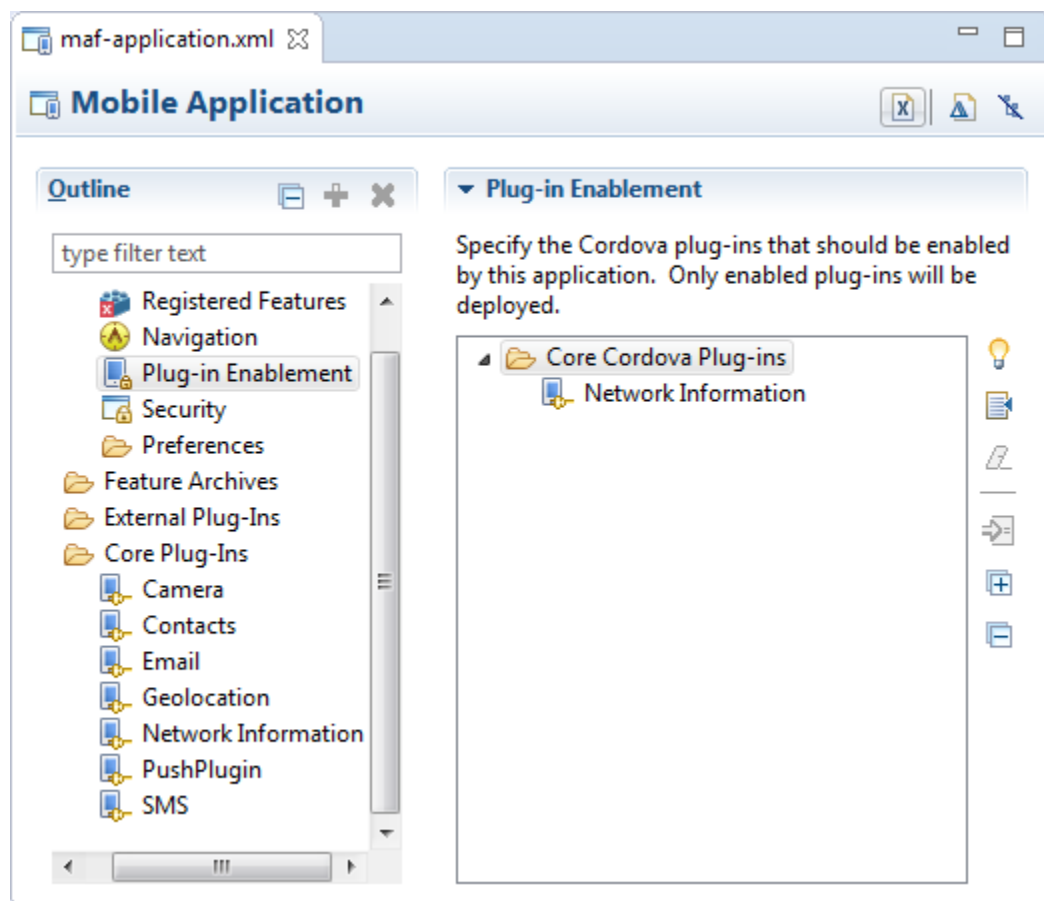 maf-application.xml
Mobile Application
Outline
type filter text
Registered Features
Navigation
Plug-in Enablement
Security
Preferences
Feature Archives
External Plug-Ins
Core Plug-Ins
Camera
Contacts
Email
Geolocation
Network Information
PushPlugin
SMS
Plug-in Enablement
Specify the Cordova plug-ins that should be enabled
by this application.  Only enabled plug-ins will be
deployed.
Core Cordova Plug-ins
Network Information